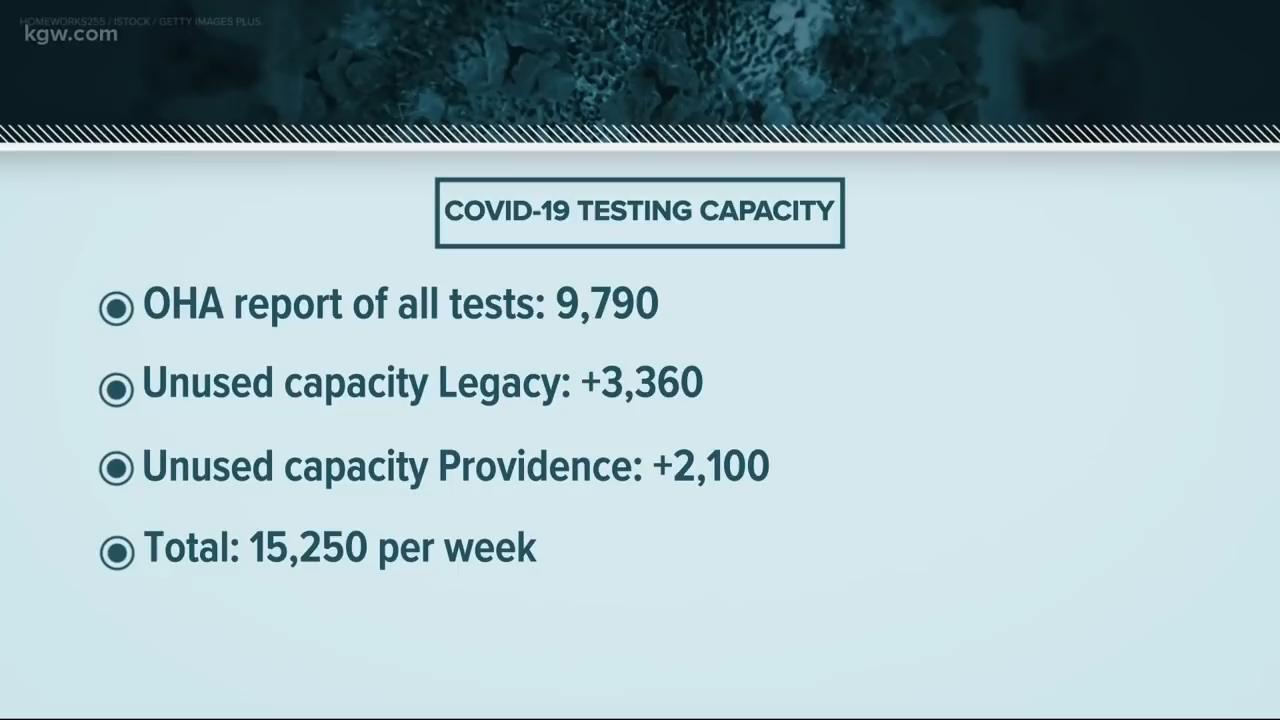 HOMEWORKS255 / ISTOCK / GETTY IMAGES PLUS
kgw.com
COVID-19 TESTING CAPACITY
OHA report of all tests: 9,790
Unused capacity Legacy: +3,360
Unused capacity Providence: +2,100
Total: 15,250 per week